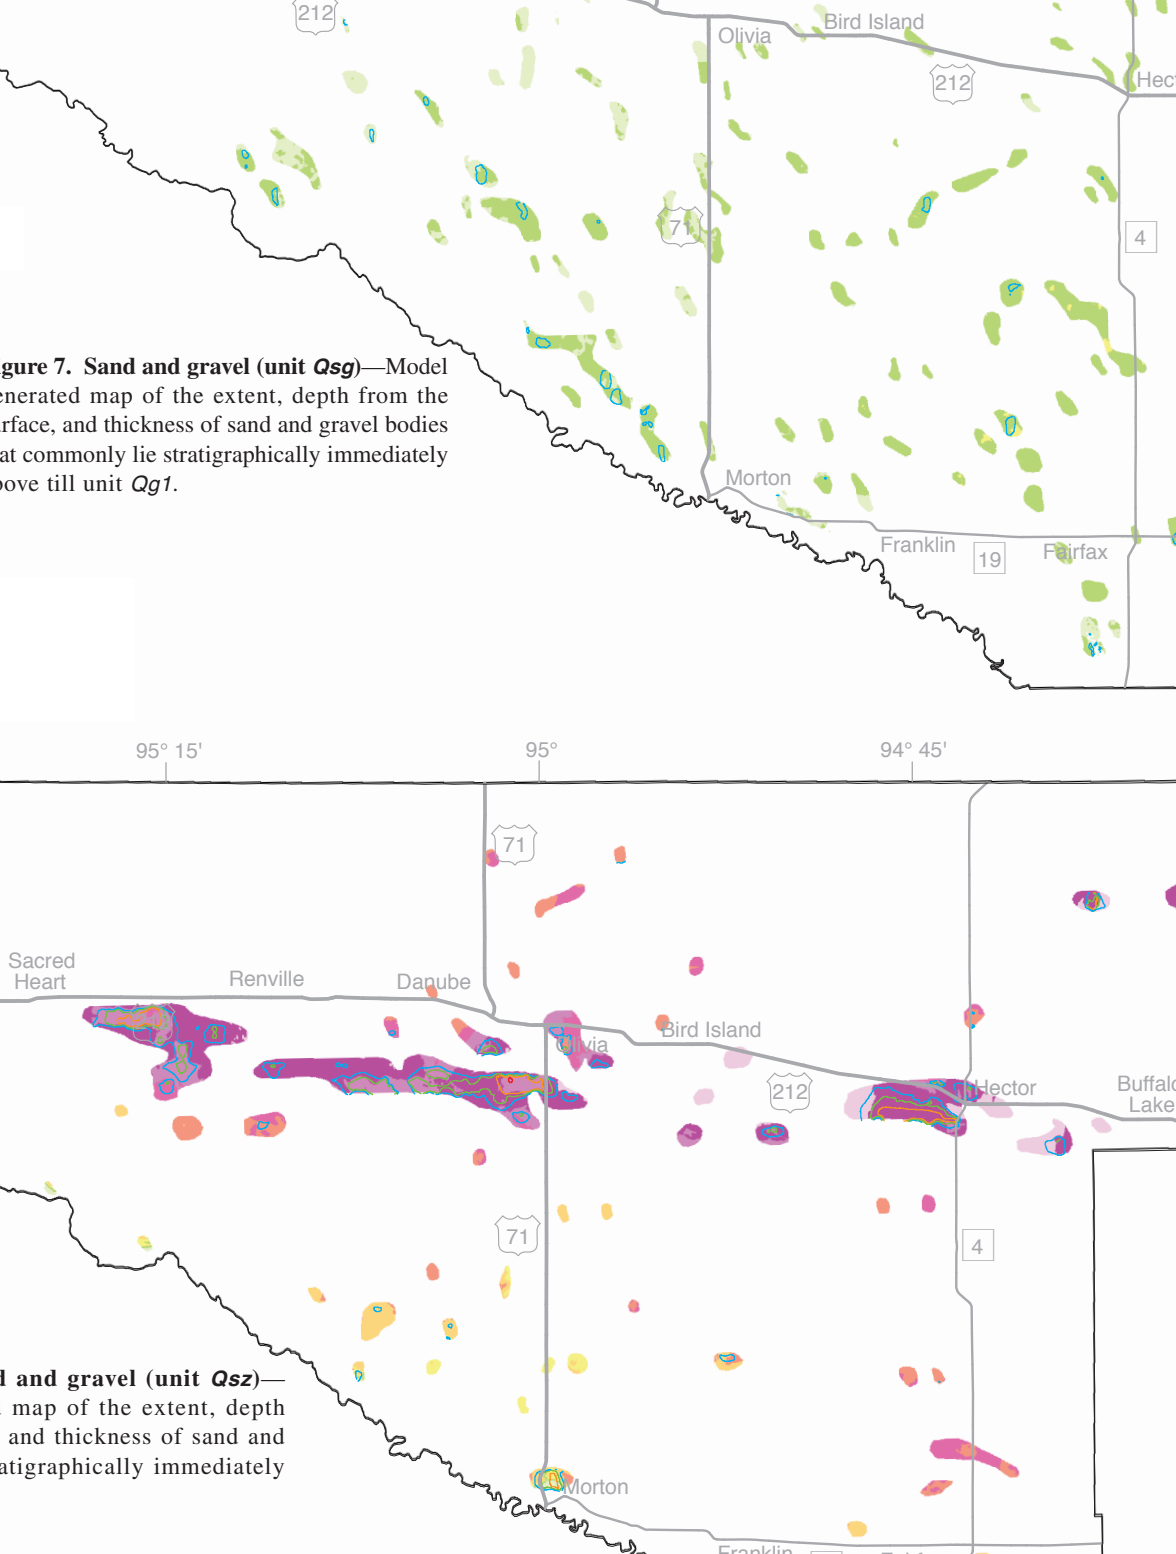 212
Bird Island
Olivia
212
Hec
71
4
gure 7. Sand and gravel (unit Qsg)—Model
enerated map of the extent, depth from the
rface, and thickness of sand and gravel bodies
at commonly lie stratigraphically immediately
ove till unit Qg1.
Morton
Franklin
19
Fairfax
95° 15'
95°
94° 45'
71
Sacred
Heart
Renville
Danube
Bird Island
Olivia
212
Hector
Buffalo
Lake
71
4
d and gravel (unit Qsz)—
map of the extent, depth
and thickness of sand and
atigraphically immediately
Morton
Franklin